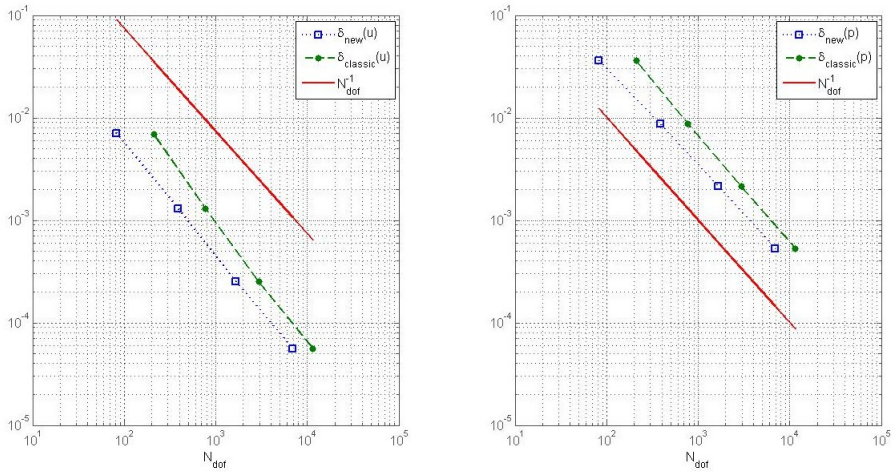 10^-1
10^-2
10^-3
10^-4
10^-5
10^1
10^2
10^3
10^4
10^5
N_dof
δ_new(u)
δ_classic(u)
N_dof^-1
10^-1
10^-2
10^-3
10^-4
10^-5
10^1
10^2
10^3
10^4
10^5
N_dof
δ_new(p)
δ_classic(p)
N_dof^-1